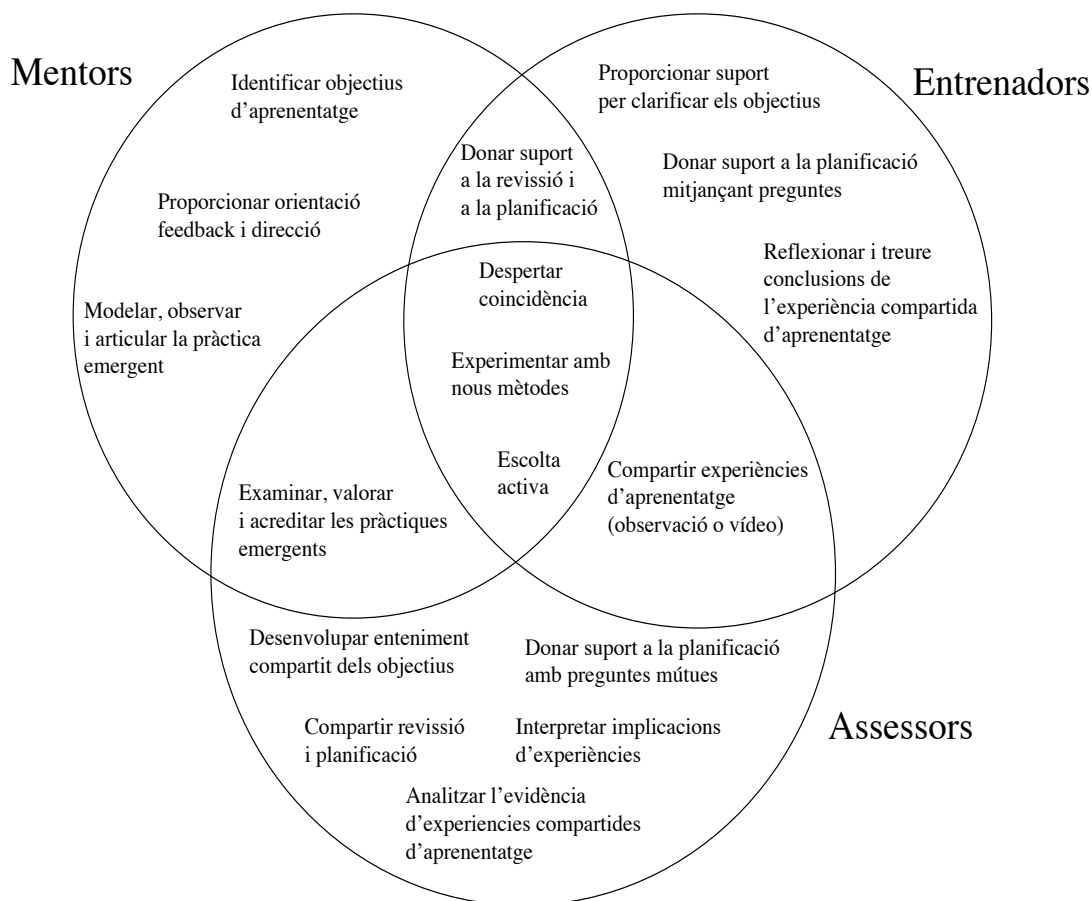 Mentors
Entrenadors
Identificar objectius
d’aprenentatge
Proporcionar suport
per clarificar els objectius
Donar suport
a la revissió i
a la planificació
Donar suport a la planificació
mitjançant preguntes
Proporcionar orientació
feedback i direcció
Reflexionar i treure
conclusions de
l’experiència compartida
d’aprenentatge
Despertar
coincidència
Modelar, observar
i articular la pràctica
emergent
Experimentar amb
nous mètodes
Escolta
activa
Compartir experiències
d’aprenentatge
(observació o vídeo)
Examinar, valorar
i acreditar les pràctiques
emergents
Desenvolupar enteniment
compartit dels objectius
Donar suport a la planificació
amb preguntes mútues
Compartir revissió
i planificació
Interpretar implicacions
d’experiències
Assessors
Analitzar l’evidència
d’experiencies compartides
d’aprenentatge